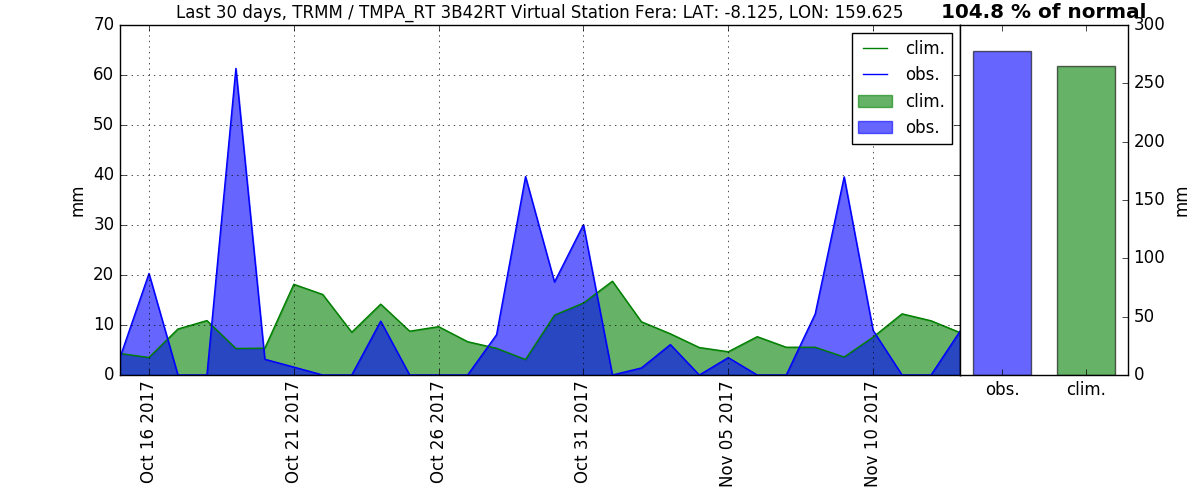 Last 30 days, TRMM / TMPA_RT 3B42RT Virtual Station Fera: LAT: -8.125, LON: 159.625
104.8 % of normal
70
60
50
40
30
20
10
0
mm
clim.
obs.
clim.
obs.
Oct 16 2017
Oct 21 2017
Oct 26 2017
Oct 31 2017
Nov 05 2017
Nov 10 2017
300
250
200
150
100
50
0
mm
obs.
clim.